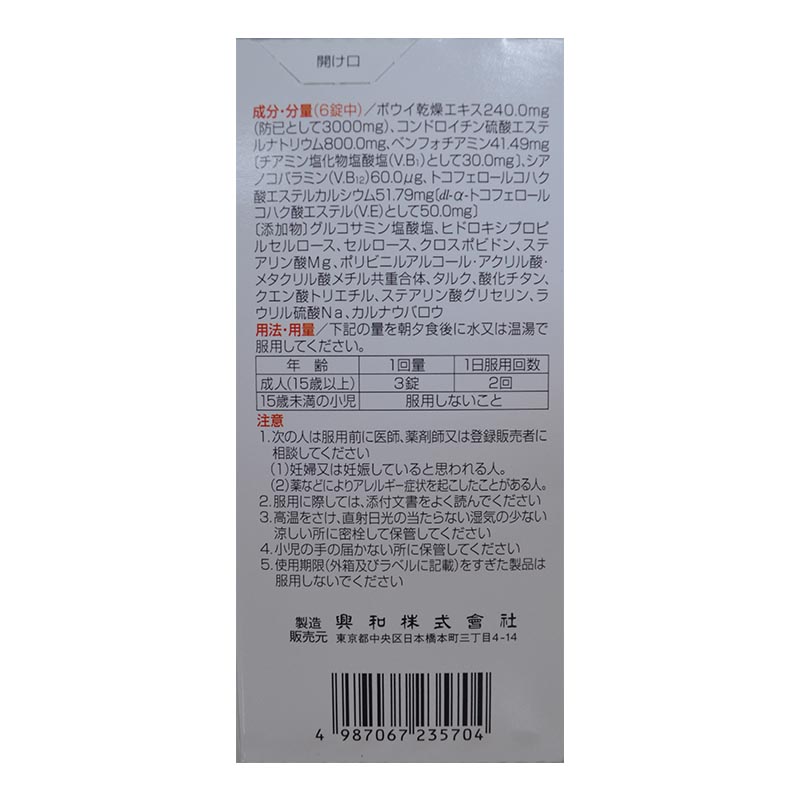 開け口
成分・分量(6錠中)／ボウイ乾燥エキス240.0mg
(防已として3000mg)、コンドロイチン硫酸エステ
ルナトリウム800.0mg、ベンフォチアミン41.49mg
〔チアミン塩化物塩酸塩(V.B₁)として30.0mg〕、シア
ノコバラミン(V.B₁₂)60.0μg、トコフェロールコハク
酸エステルカルシウム51.79mg〔dl-α-トコフェロール
コハク酸エステル(V.E)として50.0mg〕
〔添加物〕グルコサミン塩酸塩、ヒドロキシプロピ
ルセルロース、セルロース、クロスポビドン、ステ
アリン酸Mg、ポリビニルアルコール・アクリル酸・
メタクリル酸メチル共重合体、タルク、酸化チタン、
クエン酸トリエチル、ステアリン酸グリセリン、ラ
ウリル硫酸Na、カルナウバロウ
用法・用量／下記の量を朝夕食後に水又は温湯で
服用してください。
年 齢 1回量 1日服用回数
成人(15歳以上) 3錠 2回
15歳未満の小児 服用しないこと
注意
1.次の人は服用前に医師、薬剤師又は登録販売者に
相談してください
(1)妊婦又は妊娠していると思われる人。
(2)薬などによりアレルギー症状を起こしたことがある人。
2.服用に際しては、添付文書をよく読んでください
3.高温をさけ、直射日光の当たらない湿気の少ない
涼しい所に密栓して保管してください
4.小児の手の届かない所に保管してください
5.使用期限(外箱及びラベルに記載)をすぎた製品は
服用しないでください
製造
販売元
興和株式會社
東京都中央区日本橋本町三丁目4-14
4 987067 235704